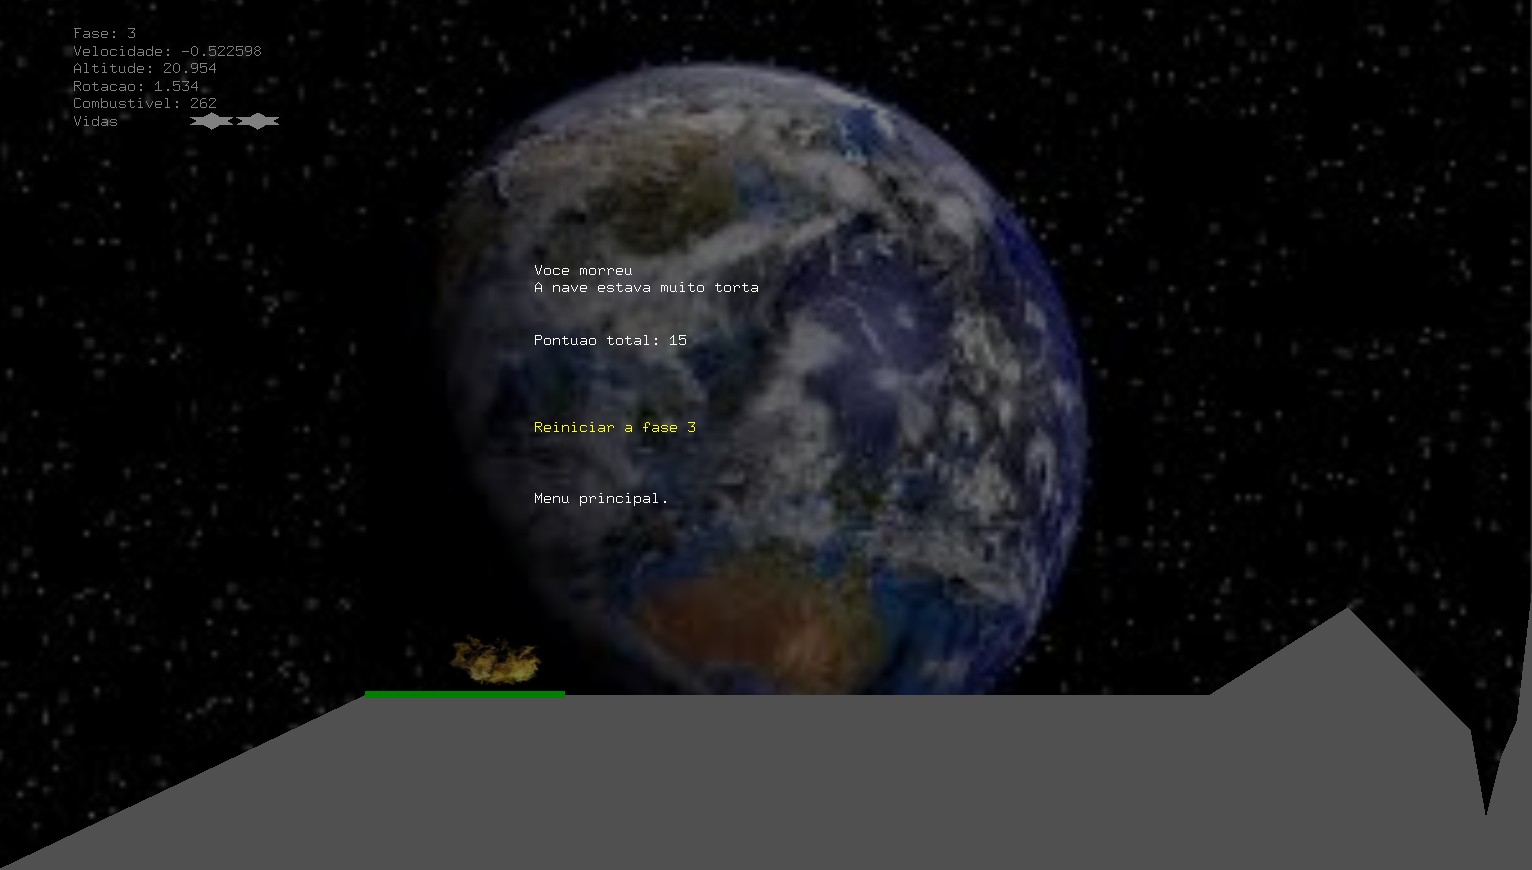 Fase: 3
Velocidade: -0.522598
Altitude: 20.954
Rotacao: 1.534
Combustivel: 262
Vidas
Voce morreu
A nave estava muito torta
Pontuao total: 15
Reiniciar a fase 3
Menu principal.